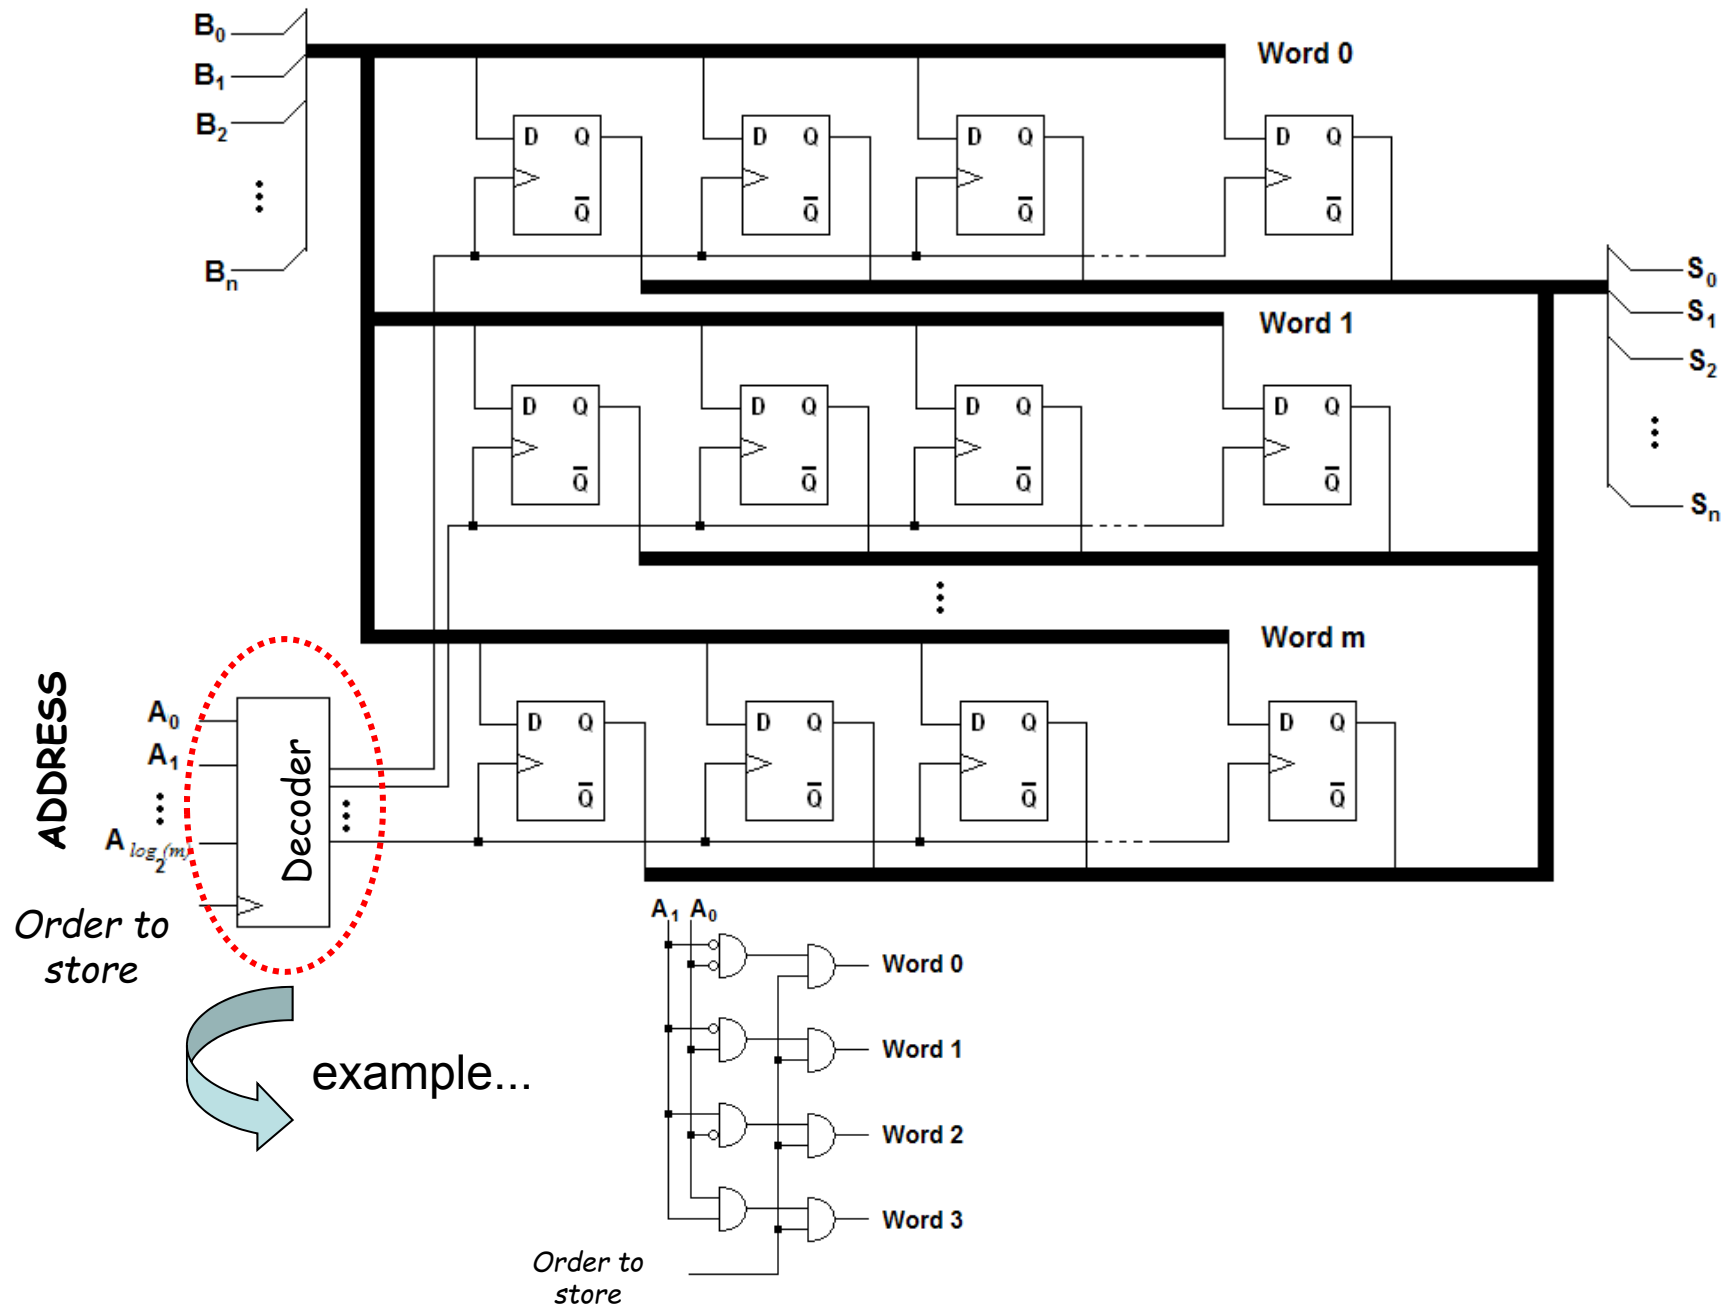 B0
B1
B2
Bn
Word 0
D Q Q̅
D Q Q̅
D Q Q̅
D Q Q̅
S0
S1
S2
Sn
Word 1
D Q Q̅
D Q Q̅
D Q Q̅
D Q Q̅
Word m
D Q Q̅
D Q Q̅
D Q Q̅
D Q Q̅
ADDRESS
A0
A1
A log2(m)
Decoder
Order to
store
example...
A1 A0
Word 0
Word 1
Word 2
Word 3
Order to
store